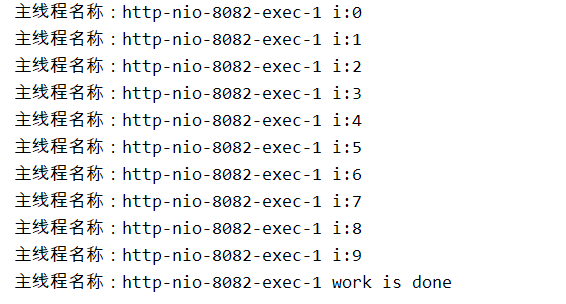 主线程名称：http-nio-8082-exec-1 i:0
主线程名称：http-nio-8082-exec-1 i:1
主线程名称：http-nio-8082-exec-1 i:2
主线程名称：http-nio-8082-exec-1 i:3
主线程名称：http-nio-8082-exec-1 i:4
主线程名称：http-nio-8082-exec-1 i:5
主线程名称：http-nio-8082-exec-1 i:6
主线程名称：http-nio-8082-exec-1 i:7
主线程名称：http-nio-8082-exec-1 i:8
主线程名称：http-nio-8082-exec-1 i:9
主线程名称：http-nio-8082-exec-1 work is done